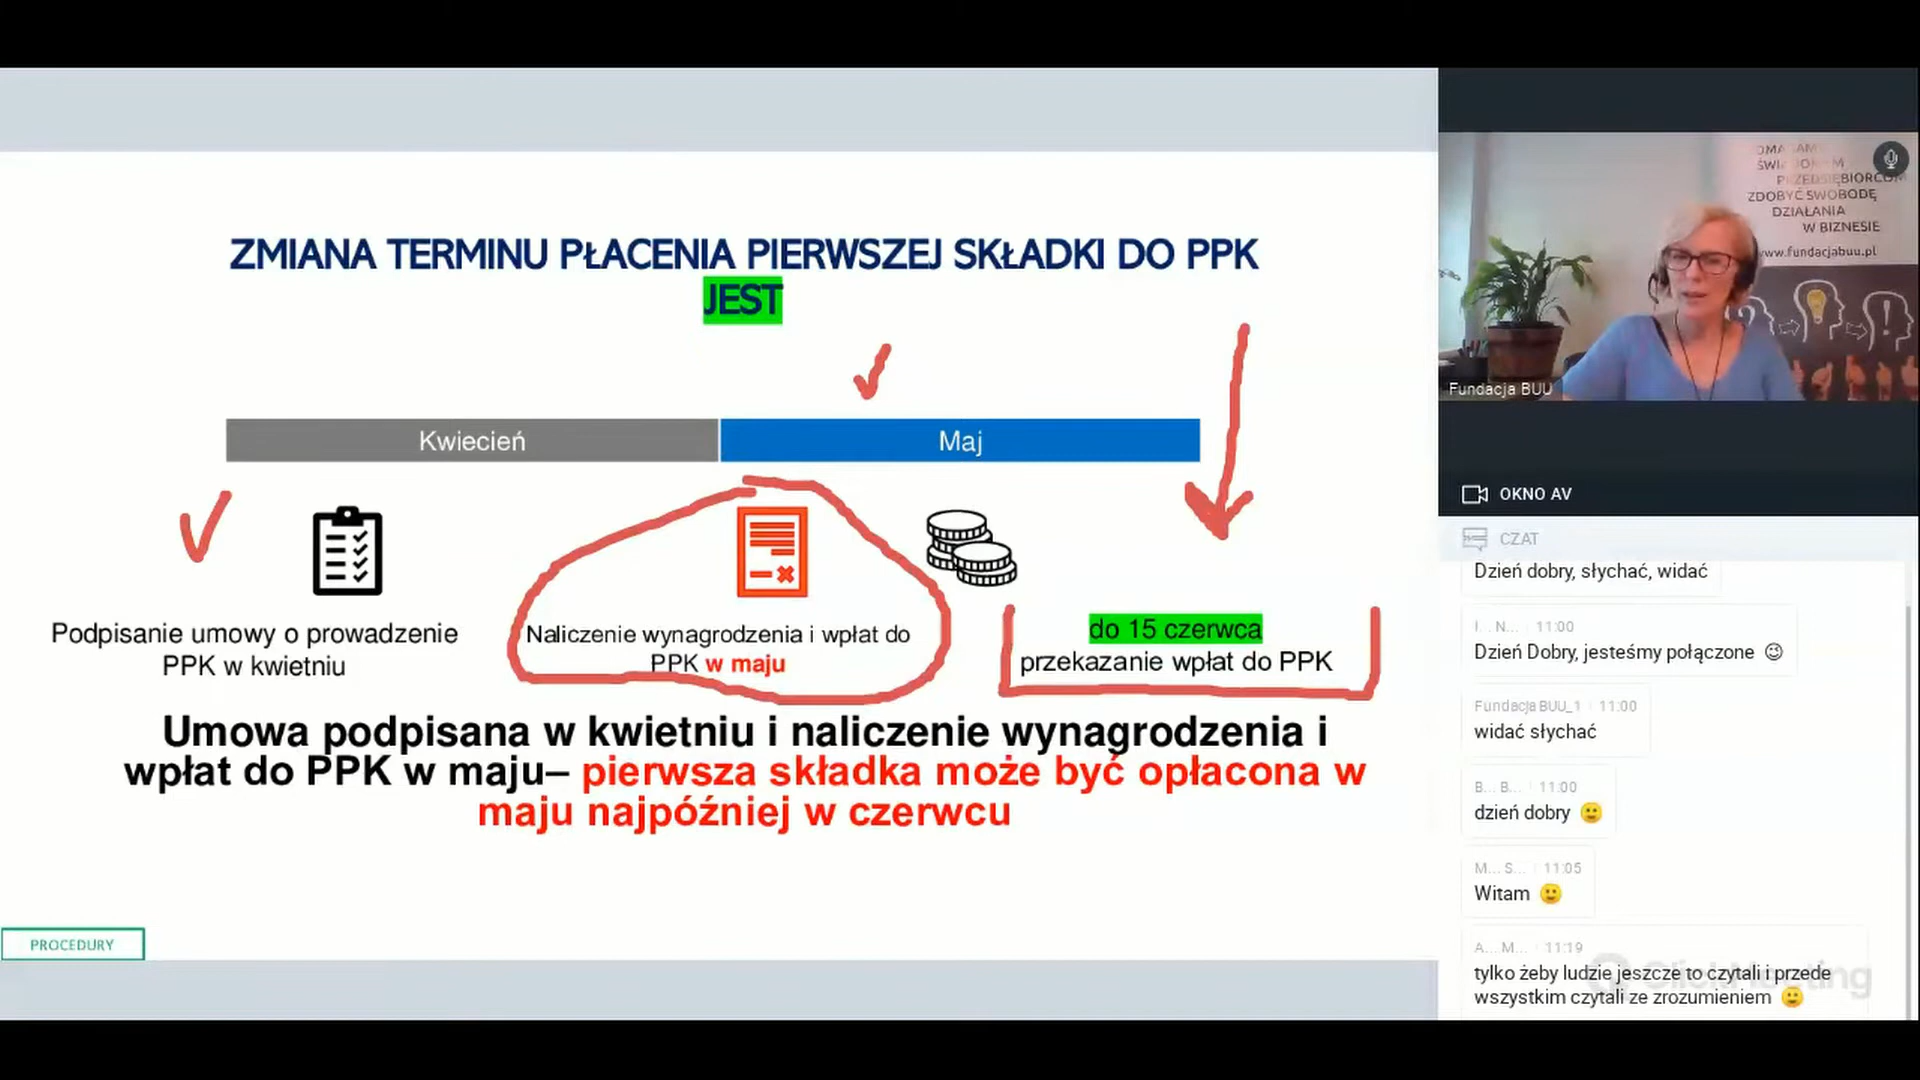 ZMIANA TERMINU PŁACENIA PIERWSZEJ SKŁADKI DO PPK
JEST
Kwiecień
Maj
Podpisanie umowy o prowadzenie
PPK w kwietniu
Naliczenie wynagrodzenia i wpłat do
PPK w maju
do 15 czerwca
przekazanie wpłat do PPK
Umowa podpisana w kwietniu i naliczenie wynagrodzenia i
wpłat do PPK w maju– pierwsza składka może być opłacona w
maju najpóźniej w czerwcu
PROCEDURY
PRZEDSIĘBIORCOM
ZDOBYĆ SWOBODĘ
DZIAŁANIA
W BIZNESIE
www.fundacjabuu.pl
Fundacja BUU
OKNO AV
CZAT
Dzień dobry, słychać, widać
I... N... 11:00
Dzień Dobry, jesteśmy połączone
Fundacja BUU_1 11:00
widać słychać
B... B... 11:00
dzień dobry
M... S... 11:05
Witam
A... M... 11:19
tylko żeby ludzie jeszcze to czytali i przede
wszystkim czytali ze zrozumieniem
ClickMeeting